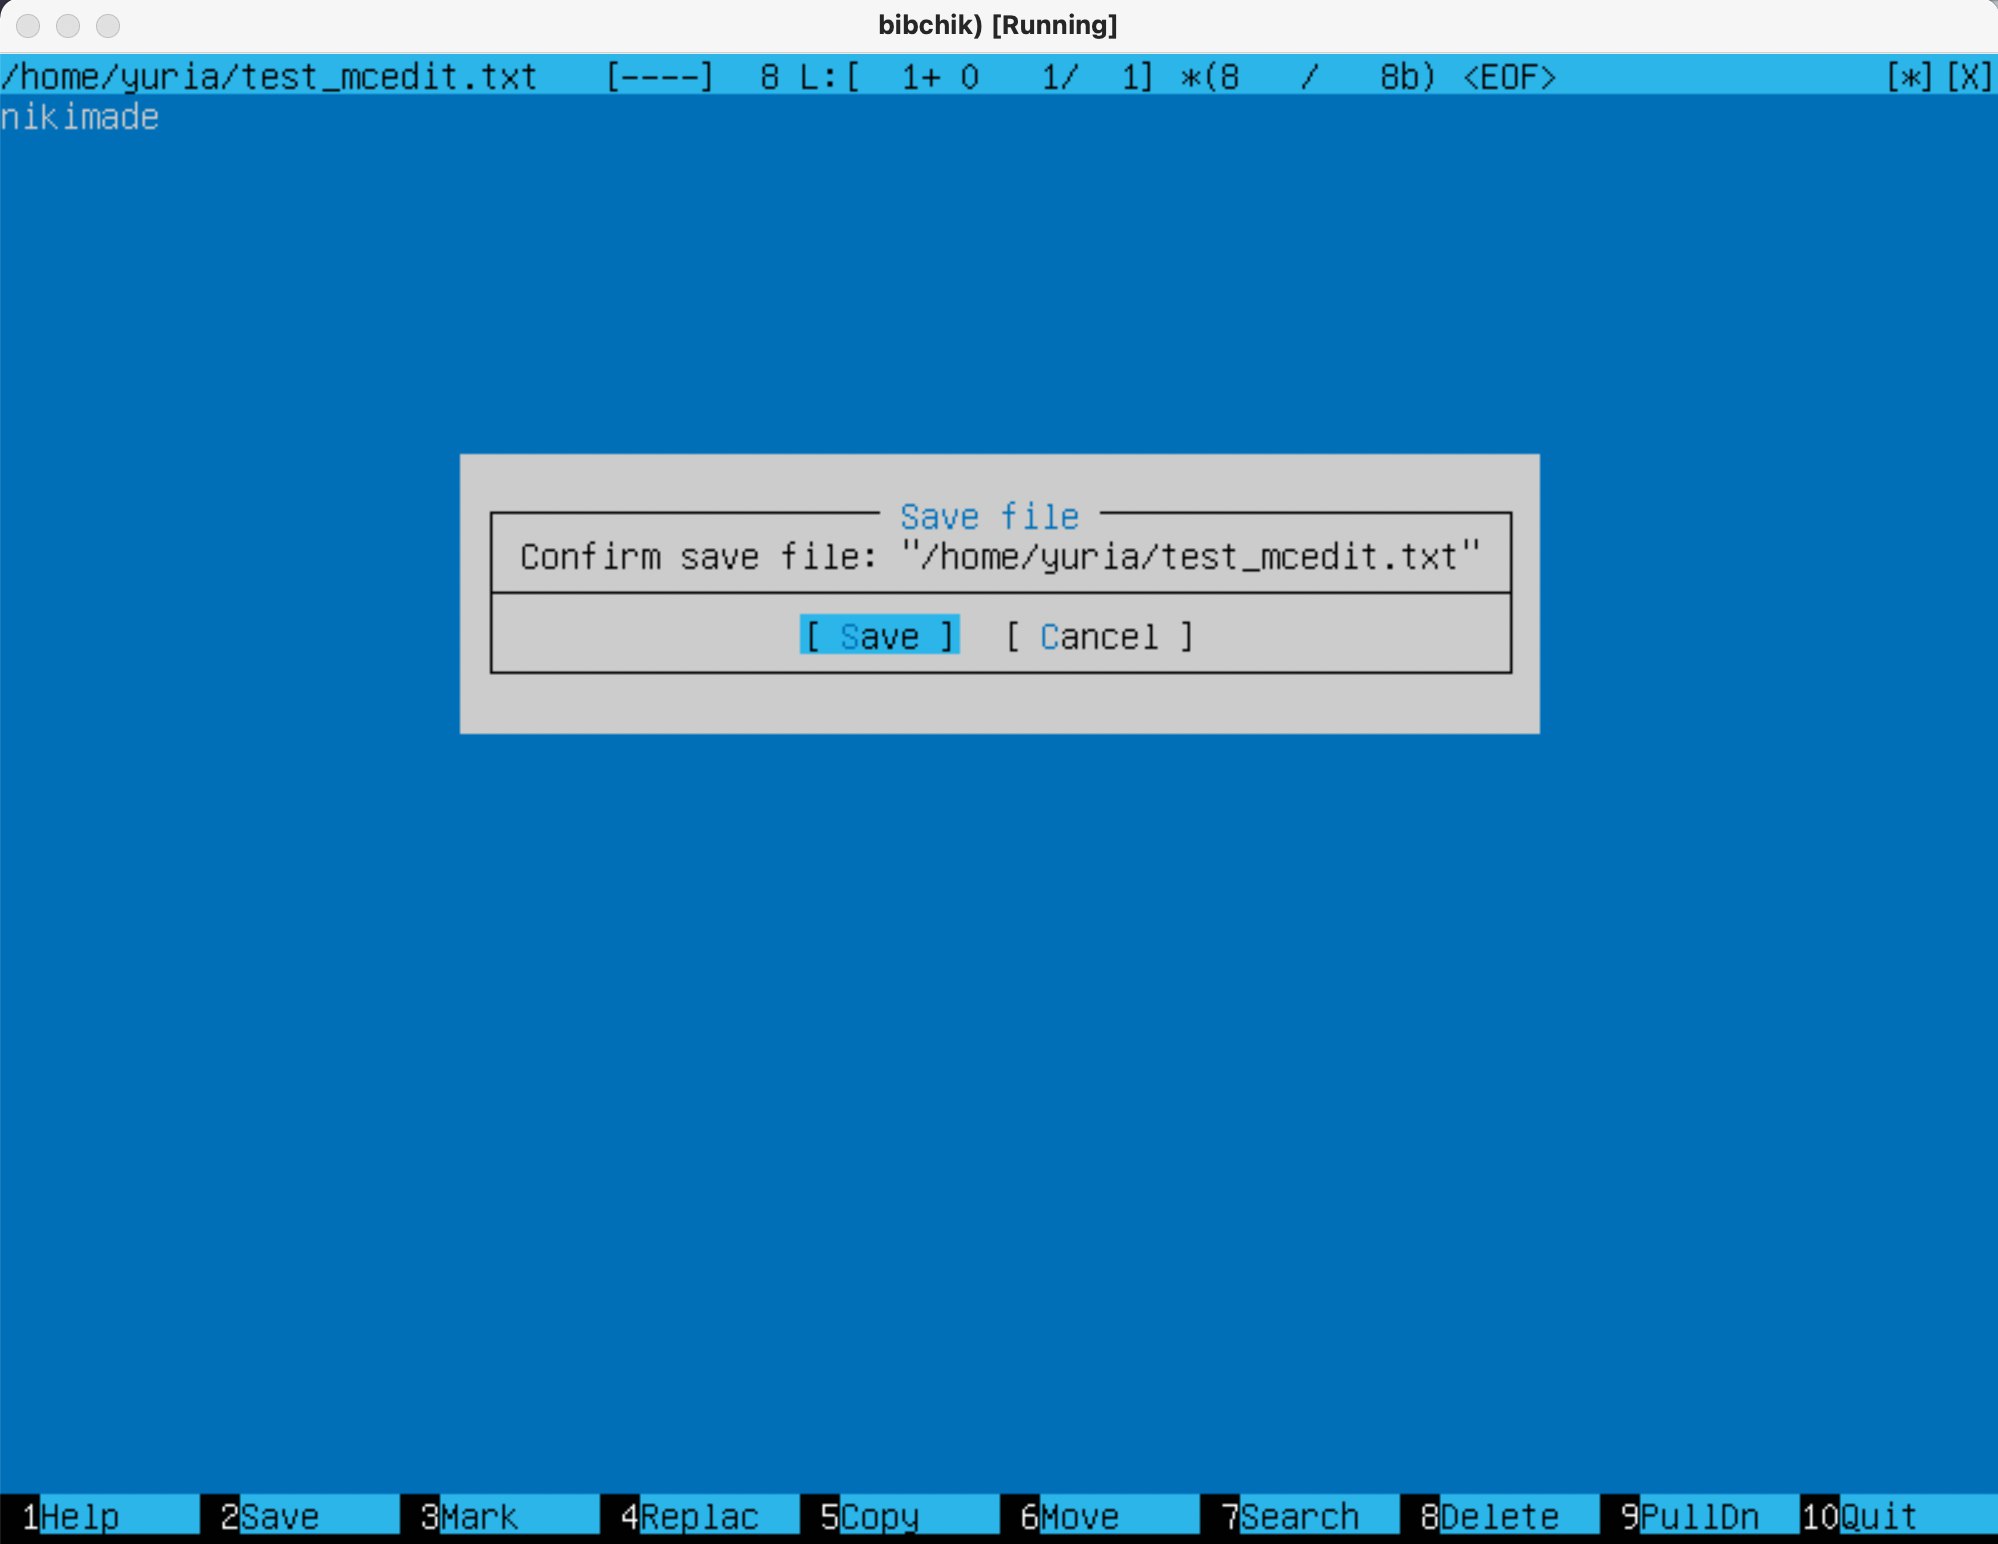 bibchik) [Running]
/home/yuria/test_mcedit.txt [----] 8 L:[ 1+ 0 1/ 1] *(8 / 8b) <EOF> [*][X]
nikimade
Save file
Confirm save file: "/home/yuria/test_mcedit.txt"
[ Save ] [ Cancel ]
1Help 2Save 3Mark 4Replac 5Copy 6Move 7Search 8Delete 9PullDn 10Quit